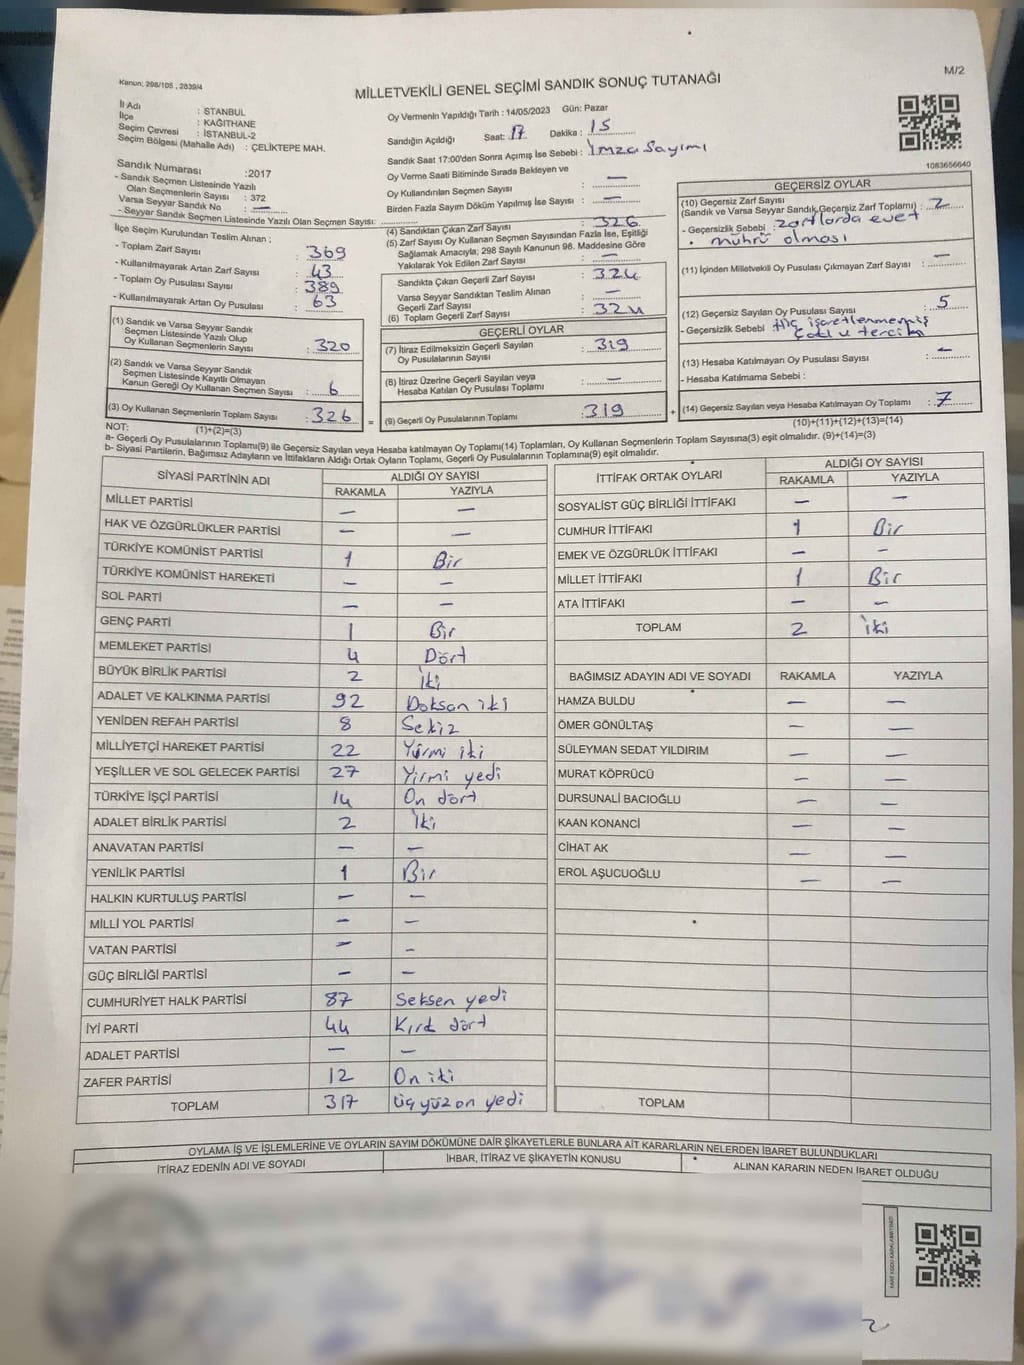 M/2
Kanun: 298/105 , 2839/4
MİLLETVEKİLİ GENEL SEÇİMİ SANDIK SONUÇ TUTANAĞI
İl Adı : İSTANBUL
İlçe : KAĞITHANE
Seçim Çevresi : İSTANBUL-2
Seçim Bölgesi (Mahalle Adı) : ÇELİKTEPE MAH.
Sandık Numarası :2017
- Sandık Seçmen Listesinde Yazılı
Olan Seçmenlerin Sayısı : 372
Varsa Seyyar Sandık No : —
- Seyyar Sandık Seçmen Listesinde Yazılı Olan Seçmen Sayısı:
İlçe Seçim Kurulundan Teslim Alınan ;
- Toplam Zarf Sayısı : 369
- Kullanılmayarak Artan Zarf Sayısı : 43
- Toplam Oy Pusulası Sayısı : 389
- Kullanılmayarak Artan Oy Pusulası : 63
(1) Sandık ve Varsa Seyyar Sandık
Seçmen Listesinde Yazılı Olup
Oy Kullanan Seçmenlerin Sayısı : 320
(2) Sandık ve Varsa Seyyar Sandık
Seçmen Listesinde Kayıtlı Olmayan
Kanun Gereği Oy Kullanan Seçmen Sayısı : 6
(3) Oy Kullanan Seçmenlerin Toplam Sayısı : 326 =
(1)+(2)=(3)
Oy Vermenin Yapıldığı Tarih : 14/05/2023 Gün: Pazar
Sandığın Açıldığı Saat: 17 Dakika : 15
Sandık Saat 17:00'den Sonra Açımış İse Sebebi : İmza Sayımı
Oy Verme Saati Bitiminde Sırada Bekleyen ve
Oy Kullandırılan Seçmen Sayısı : —
Birden Fazla Sayım Döküm Yapılmış İse Sayısı : —
(4) Sandıktan Çıkan Zarf Sayısı : 326
(5) Zarf Sayısı Oy Kullanan Seçmen Sayısından Fazla İse, Eşitliği
Sağlamak Amacıyla; 298 Sayılı Kanunun 98. Maddesine Göre
Yakılarak Yok Edilen Zarf Sayısı : —
Sandıkta Çıkan Geçerli Zarf Sayısı : 324
Varsa Seyyar Sandıktan Teslim Alınan
Geçerli Zarf Sayısı : —
(6) Toplam Geçerli Zarf Sayısı : 324
GEÇERLİ OYLAR
(7) İtiraz Edilmeksizin Geçerli Sayılan
Oy Pusulalarının Sayısı : 319
(8) İtiraz Üzerine Geçerli Sayılan veya
Hesaba Katılan Oy Pusulası Toplamı : —
(9) Geçerli Oy Pusulalarının Toplamı : 319 +
1083656640
GEÇERSİZ OYLAR
(10) Geçersiz Zarf Sayısı
(Sandık ve Varsa Seyyar Sandık Geçersiz Zarf Toplamı) : 2
- Geçersizlik Sebebi : zarflarda evet
mührü olması
(11) İçinden Milletvekili Oy Pusulası Çıkmayan Zarf Sayısı : —
(12) Geçersiz Sayılan Oy Pusulası Sayısı : 5
- Geçersizlik Sebebi : Hiç işaretlenmemiş
çoklu tercih
(13) Hesaba Katılmayan Oy Pusulası Sayısı : —
- Hesaba Katılmama Sebebi :
(14) Geçersiz Sayılan veya Hesaba Katılmayan Oy Toplamı : 7
(10)+(11)+(12)+(13)=(14)
NOT:
a- Geçerli Oy Pusulalarının Toplamı(9) ile Geçersiz Sayılan veya Hesaba katılmayan Oy Toplamı(14) Toplamları, Oy Kullanan Seçmenlerin Toplam Sayısına(3) eşit olmalıdır. (9)+(14)=(3)
b- Siyasi Partilerin, Bağımsız Adayların ve İttifakların Aldığı Ortak Oyların Toplamı, Geçerli Oy Pusulalarının Toplamına(9) eşit olmalıdır.
SİYASİ PARTİNİN ADI ALDIĞI OY SAYISI
RAKAMLA YAZIYLA
MİLLET PARTİSİ — —
HAK VE ÖZGÜRLÜKLER PARTİSİ — —
TÜRKİYE KOMÜNİST PARTİSİ 1 Bir
TÜRKİYE KOMÜNİST HAREKETİ — —
SOL PARTİ — —
GENÇ PARTİ 1 Bir
MEMLEKET PARTİSİ 4 Dört
BÜYÜK BİRLİK PARTİSİ 2 İki
ADALET VE KALKINMA PARTİSİ 92 Doksan iki
YENİDEN REFAH PARTİSİ 8 Sekiz
MİLLİYETÇİ HAREKET PARTİSİ 22 Yirmi iki
YEŞİLLER VE SOL GELECEK PARTİSİ 27 Yirmi yedi
TÜRKİYE İŞÇİ PARTİSİ 14 On dört
ADALET BİRLİK PARTİSİ 2 İki
ANAVATAN PARTİSİ — —
YENİLİK PARTİSİ 1 Bir
HALKIN KURTULUŞ PARTİSİ — —
MİLLİ YOL PARTİSİ — —
VATAN PARTİSİ — —
GÜÇ BİRLİĞİ PARTİSİ — —
CUMHURİYET HALK PARTİSİ 87 Seksen yedi
İYİ PARTİ 44 Kırk dört
ADALET PARTİSİ — —
ZAFER PARTİSİ 12 On iki
TOPLAM 317 üçyüz on yedi
İTTİFAK ORTAK OYLARI ALDIĞI OY SAYISI
RAKAMLA YAZIYLA
SOSYALİST GÜÇ BİRLİĞİ İTTİFAKI — —
CUMHUR İTTİFAKI 1 Bir
EMEK VE ÖZGÜRLÜK İTTİFAKI — —
MİLLET İTTİFAKI 1 Bir
ATA İTTİFAKI — —
TOPLAM 2 İki
BAĞIMSIZ ADAYIN ADI VE SOYADI RAKAMLA YAZIYLA
HAMZA BULDU — —
ÖMER GÖNÜLTAŞ — —
SÜLEYMAN SEDAT YILDIRIM — —
MURAT KÖPRÜCÜ — —
DURSUNALİ BACIOĞLU — —
KAAN KONANCİ — —
CİHAT AK — —
EROL AŞUCUOĞLU — —
TOPLAM
OYLAMA İŞ VE İŞLEMLERİNE VE OYLARIN SAYIM DÖKÜMÜNE DAİR ŞİKAYETLERLE BUNLARA AİT KARARLARIN NELERDEN İBARET BULUNDUKLARI
İTİRAZ EDENİN ADI VE SOYADI İHBAR, İTİRAZ VE ŞİKAYETİN KONUSU ALINAN KARARIN NEDEN İBARET OLDUĞU